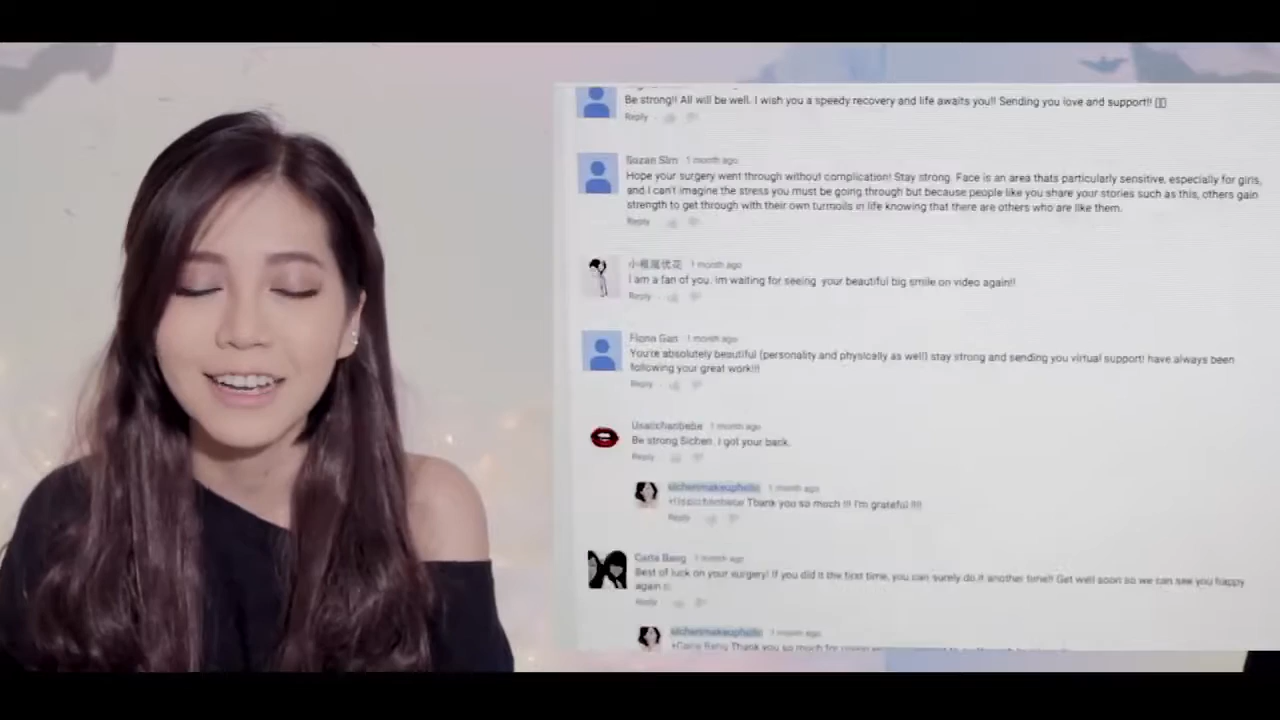 Be strong!! All will be well. I wish you a speedy recovery and life awaits you!! Sending you love and support!!
Reply
Suzan Sim 1 month ago
Hope your surgery went through without complication! Stay strong. Face is an area thats particularly sensitive, especially for girls,
and I can't imagine the stress you must be going through but because people like you share your stories such as this, others gain
strength to get through with their own turmoils in life knowing that there are others who are like them.
Reply
1 month ago
I am a fan of you. Im waiting for seeing your beautiful big smile on video again!!
Reply
Fiona Gan 1 month ago
You're absolutely beautiful (personality and physically as well) stay strong and sending you virtual support! have always been
following your great work!!!
Reply
1 month ago
Be strong Sichen. I got your back.
Reply
sichenmakeupholic 1 month ago
Thank you so much !!! I'm grateful !!!!
Reply
Carla Bang 1 month ago
Best of luck on your surgery! If you did it the first time, you can surely do it another time!! Get well soon so we can see you happy
again
Reply
sichenmakeupholic 1 month ago
+Carla Bang Thank you so much for